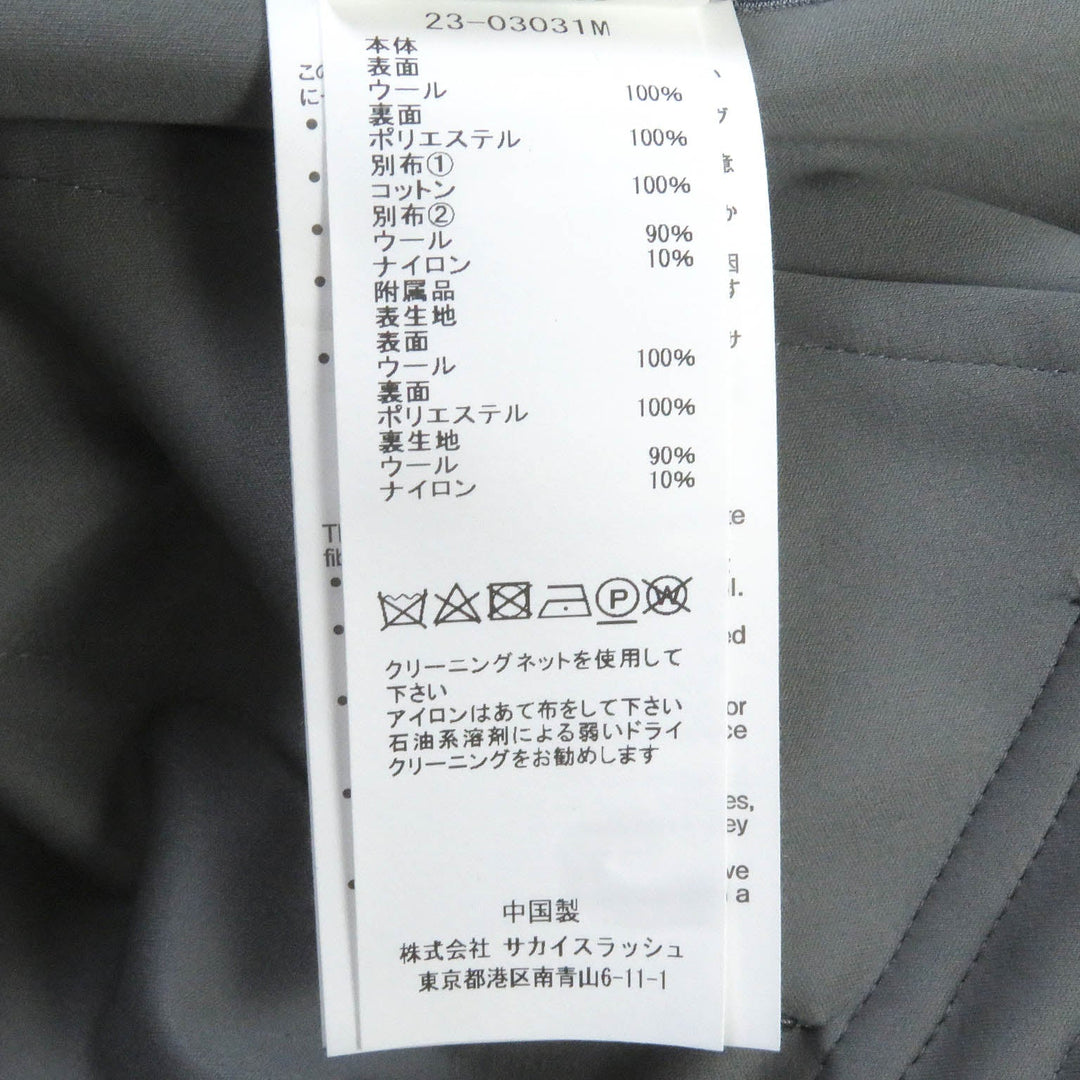 23-03031M
本体
表面
ウール 100%
裏面
ポリエステル 100%
別布①
コットン 100%
別布②
ウール 90%
ナイロン 10%
附属品
表生地
表面
ウール 100%
裏面
ポリエステル 100%
裏生地
ウール 90%
ナイロン 10%
P W
クリーニングネットを使用して
下さい
アイロンはあて布をして下さい
石油系溶剤による弱いドライ
クリーニングをお勧めします
中国製
株式会社 サカイスラッシュ
東京都港区南青山6-11-1